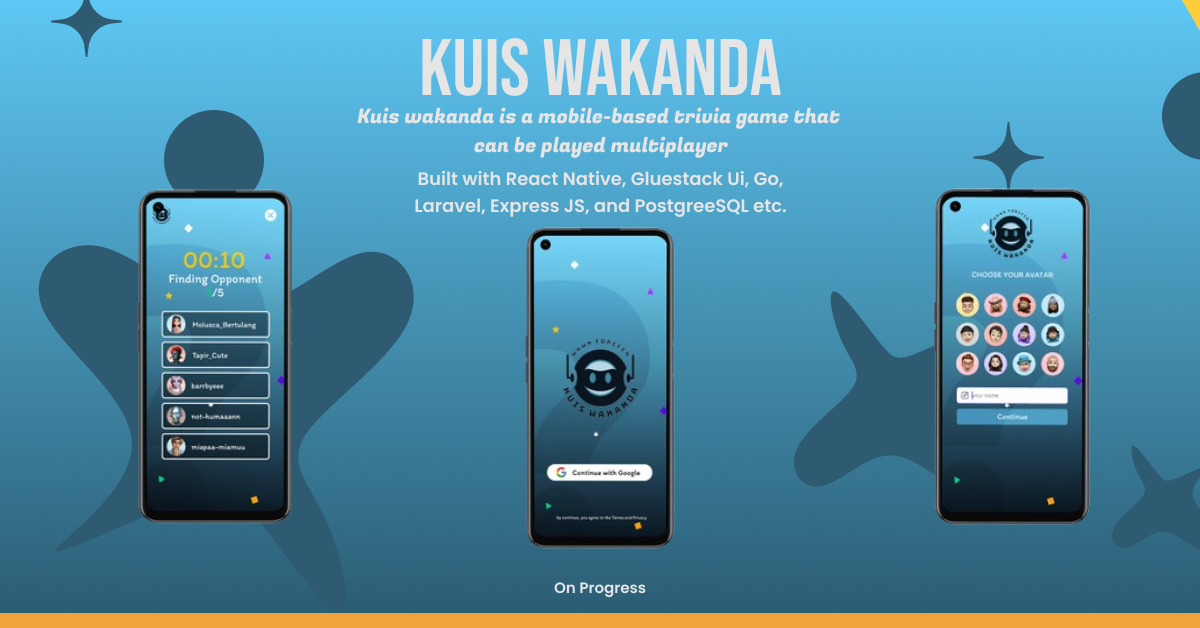 KUIS WAKANDA
Kuis wakanda is a mobile-based trivia game that
can be played multiplayer
Built with React Native, Gluestack Ui, Go,
Laravel, Express JS, and PostgreeSQL etc.
00:10
Finding Opponent
/5
Molusca_Bertulang
Tapir_Cute
barrbyeee
not-humaaann
miapaa-miamuu
FOREVER
KUIS WAKANDA
Continue with Google
by continue, you agree to the Terms and Privacy
FOREVER
KUIS WAKANDA
CHOOSE YOUR AVATAR
your name
Continue
On Progress